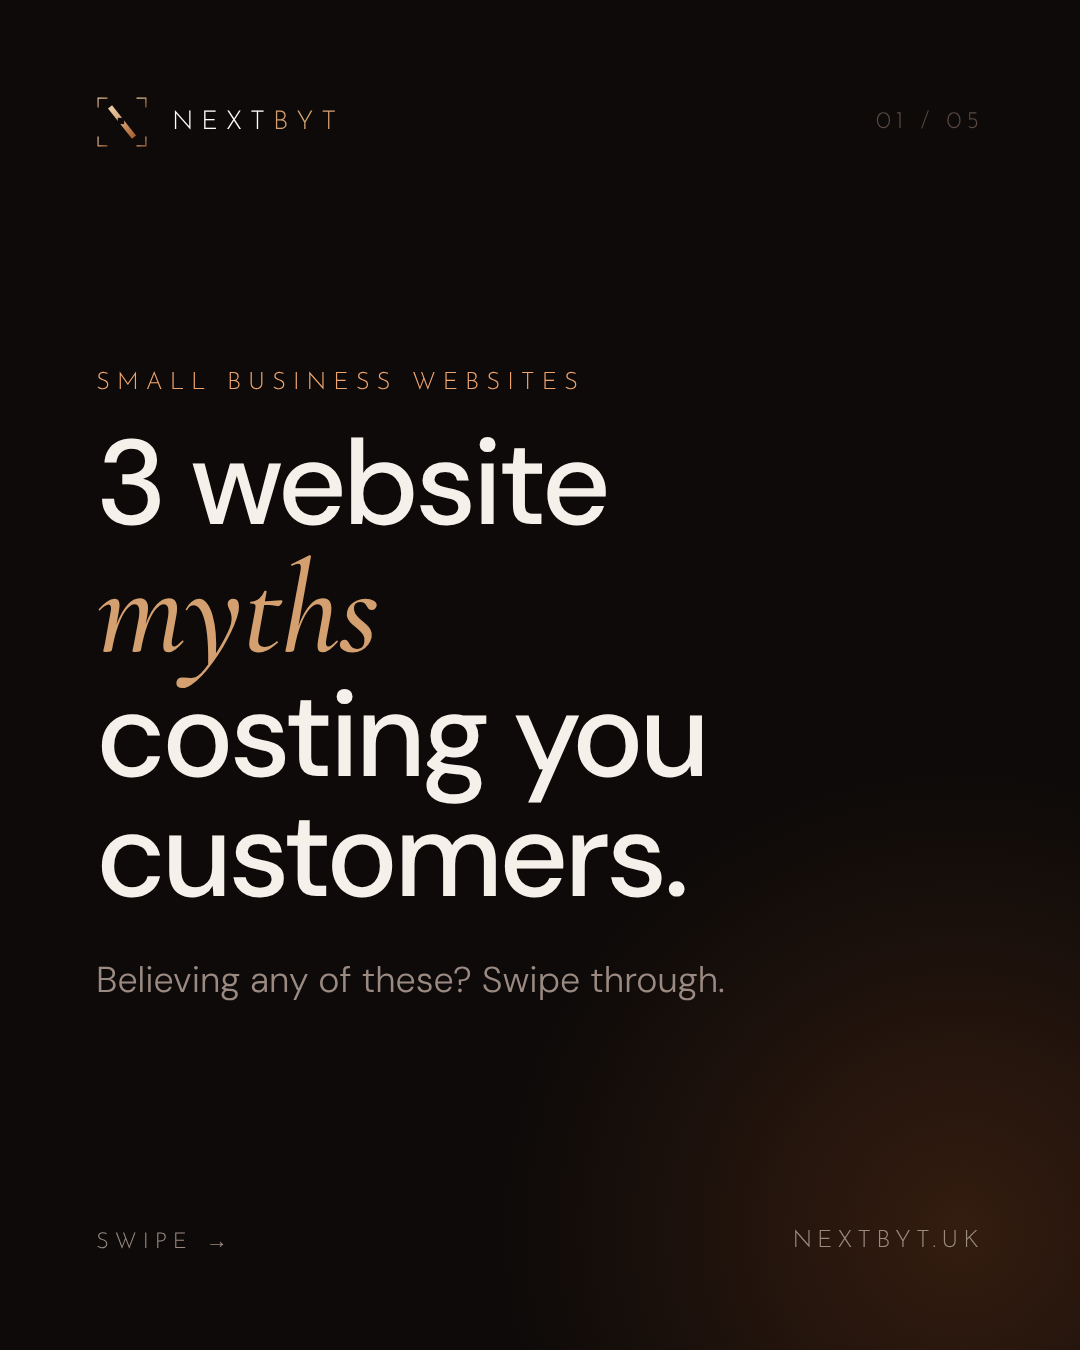 NEXTBYT
01 / 05
SMALL BUSINESS WEBSITES
3 website
myths
costing you
customers.
Believing any of these? Swipe through.
SWIPE →
NEXTBYT.UK